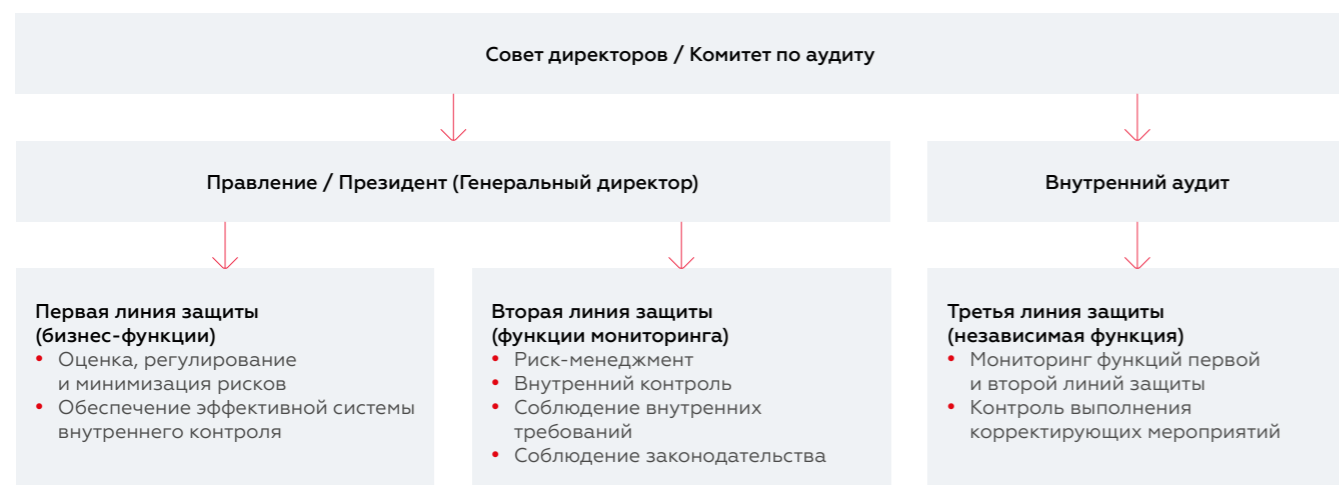 Совет директоров / Комитет по аудиту
Правление / Президент (Генеральный директор)
Внутренний аудит
Первая линия защиты
(бизнес-функции)
• Оценка, регулирование
и минимизация рисков
• Обеспечение эффективной системы
внутреннего контроля
Вторая линия защиты
(функции мониторинга)
• Риск-менеджмент
• Внутренний контроль
• Соблюдение внутренних
требований
• Соблюдение законодательства
Третья линия защиты
(независимая функция)
• Мониторинг функций первой
и второй линий защиты
• Контроль выполнения
корректирующих мероприятий